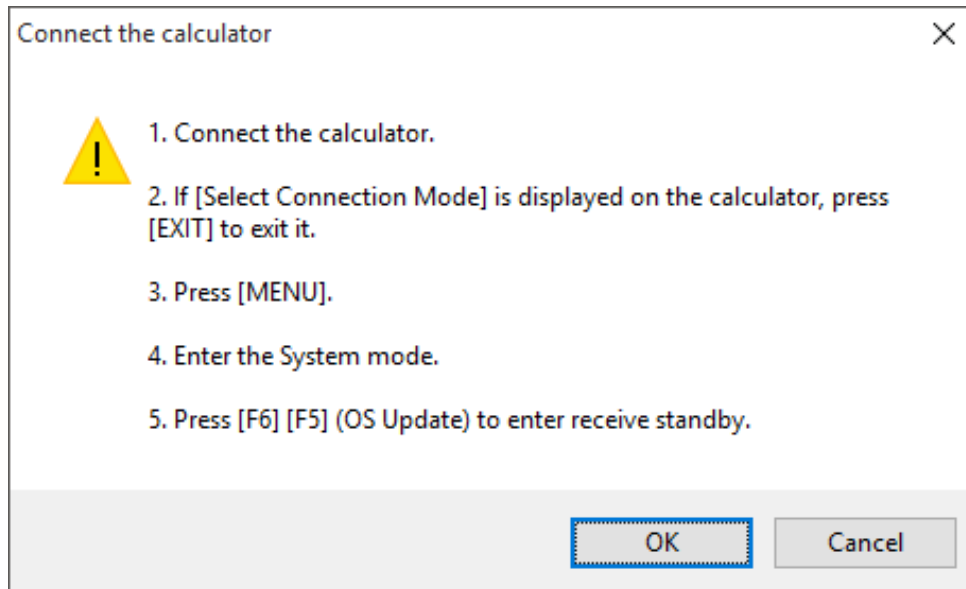 Connect the calculator
1. Connect the calculator.
2. If [Select Connection Mode] is displayed on the calculator, press
[EXIT] to exit it.
3. Press [MENU].
4. Enter the System mode.
5. Press [F6] [F5] (OS Update) to enter receive standby.
OK
Cancel